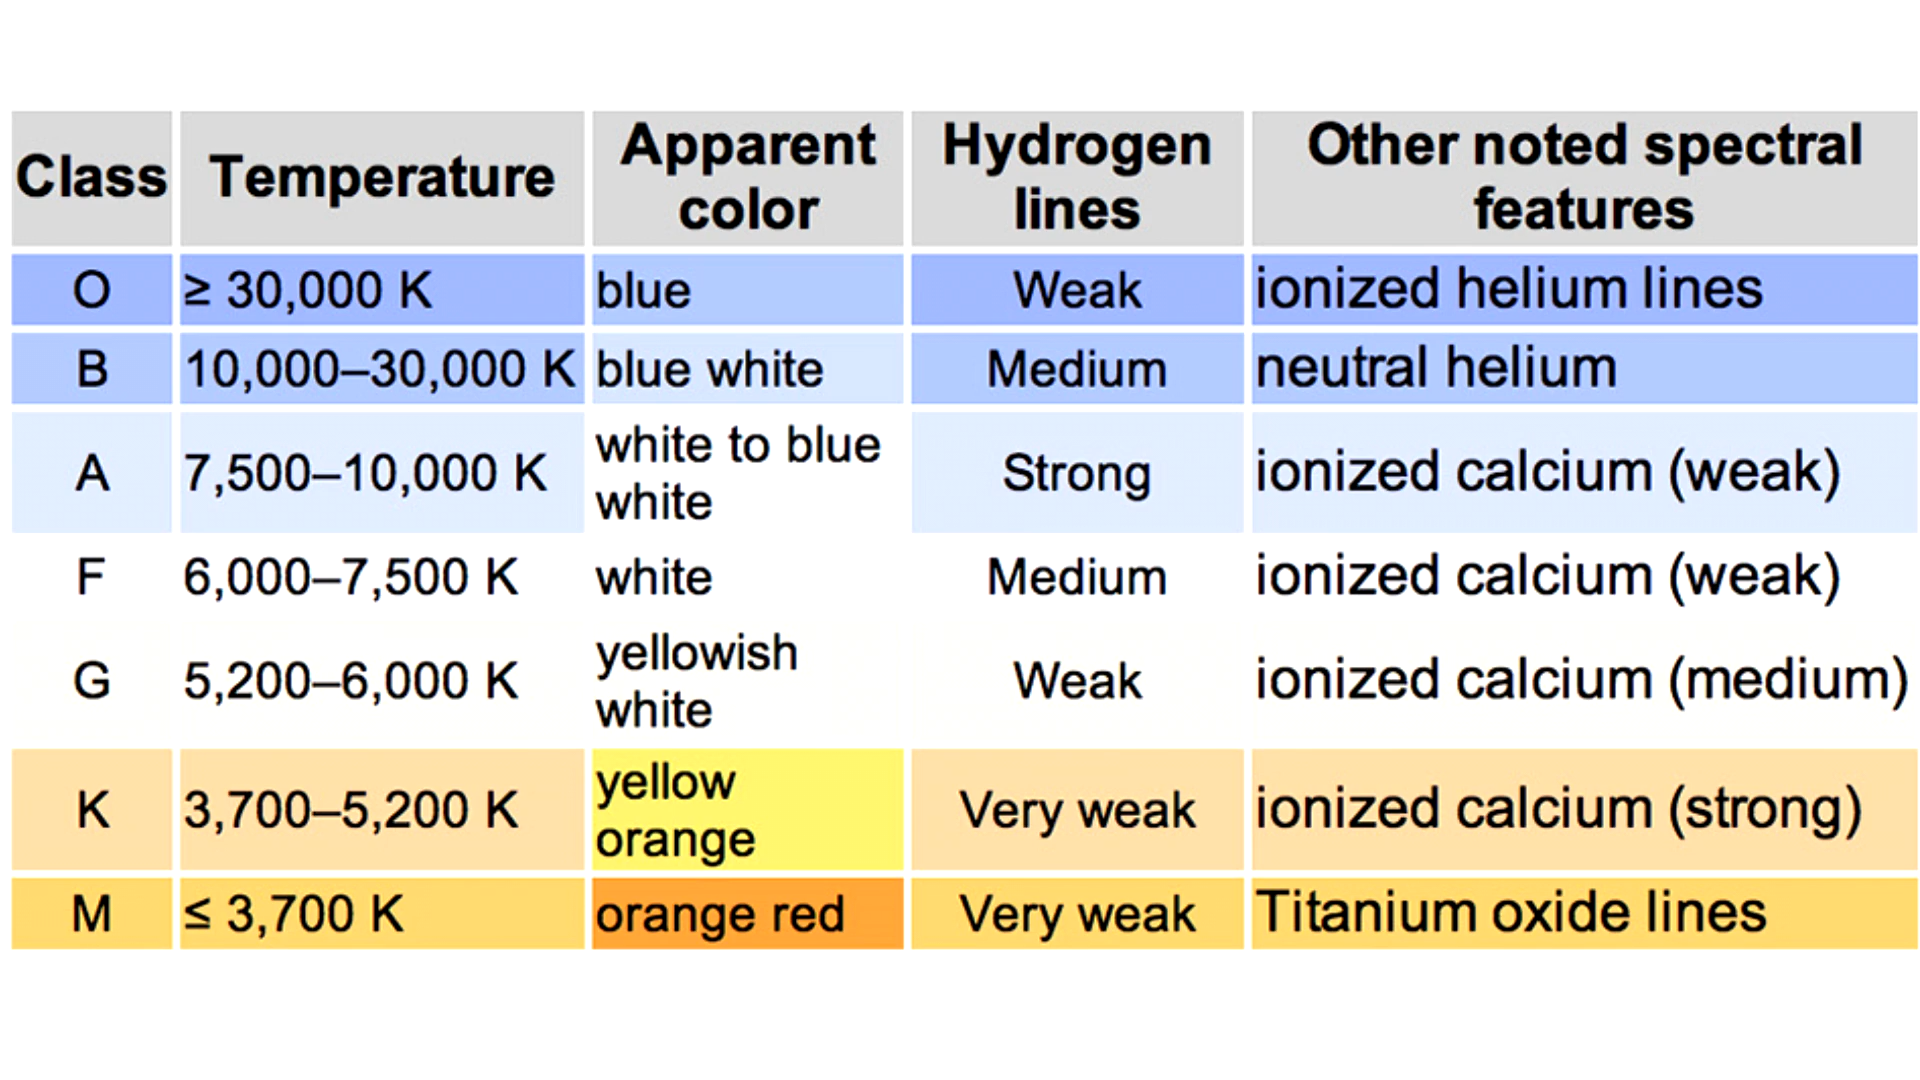 Class Temperature Apparent color Hydrogen lines Other noted spectral features
O ≥ 30,000 K blue Weak ionized helium lines
B 10,000–30,000 K blue white Medium neutral helium
A 7,500–10,000 K white to blue white Strong ionized calcium (weak)
F 6,000–7,500 K white Medium ionized calcium (weak)
G 5,200–6,000 K yellowish white Weak ionized calcium (medium)
K 3,700–5,200 K yellow orange Very weak ionized calcium (strong)
M ≤ 3,700 K orange red Very weak Titanium oxide lines